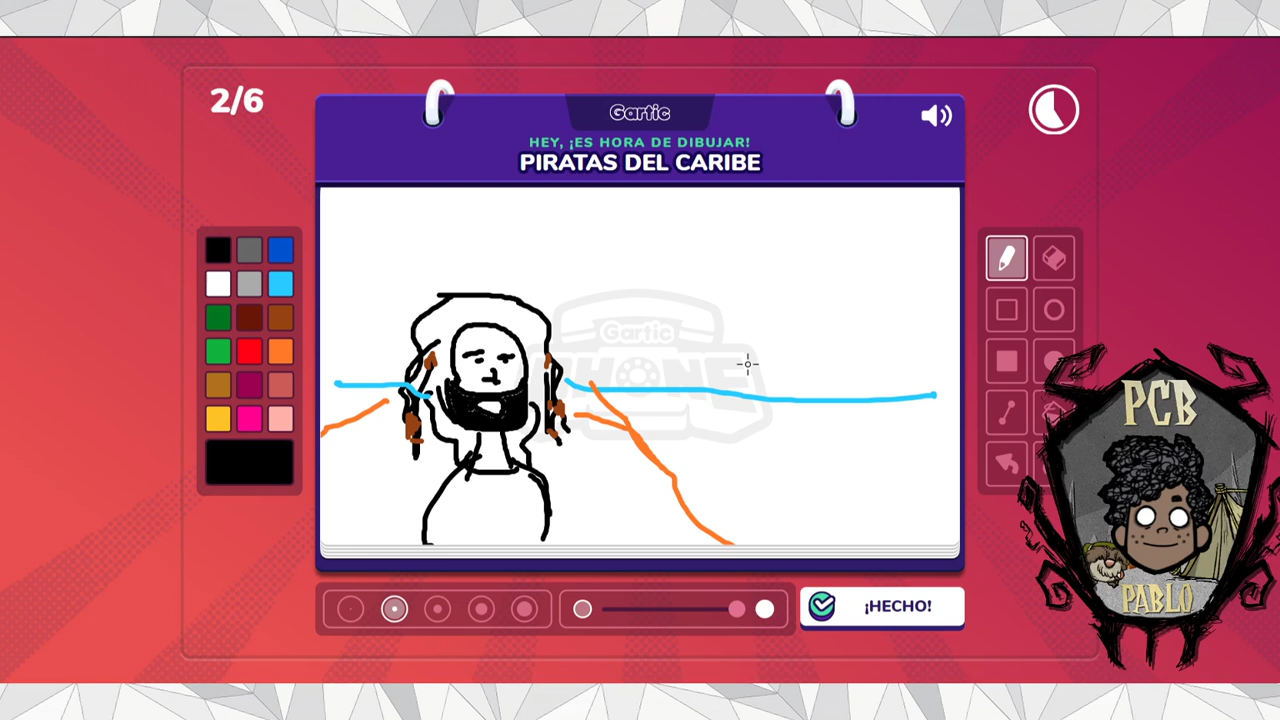 2/6
Gartic
HEY, ¡ES HORA DE DIBUJAR!
PIRATAS DEL CARIBE
Gartic
PHONE
¡HECHO!
PCB
PABLO